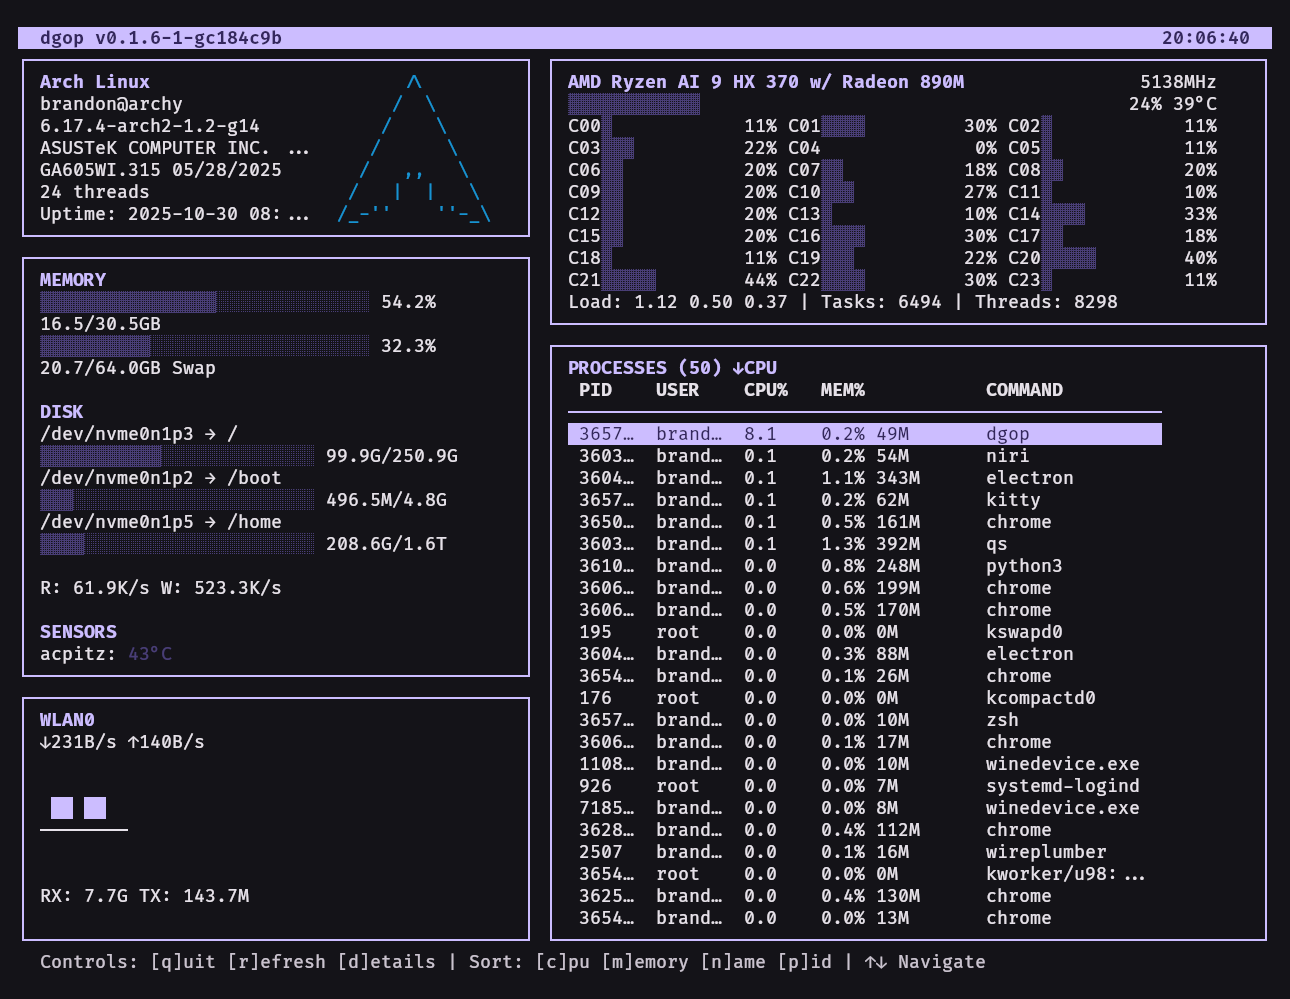 dgop v0.1.6-1-gc184c9b 20:06:40
Arch Linux
brandon@archy
6.17.4-arch2-1.2-g14
ASUSTeK COMPUTER INC. ...
GA605WI.315 05/28/2025
24 threads
Uptime: 2025-10-30 08:...
MEMORY
54.2%
16.5/30.5GB
32.3%
20.7/64.0GB Swap
DISK
/dev/nvme0n1p3 → /
99.9G/250.9G
/dev/nvme0n1p2 → /boot
496.5M/4.8G
/dev/nvme0n1p5 → /home
208.6G/1.6T
R: 61.9K/s W: 523.3K/s
SENSORS
acpitz: 43°C
WLAN0
↓231B/s ↑140B/s
RX: 7.7G TX: 143.7M
AMD Ryzen AI 9 HX 370 w/ Radeon 890M 5138MHz
24% 39°C
C00 11% C01 30% C02 11%
C03 22% C04 0% C05 11%
C06 20% C07 18% C08 20%
C09 20% C10 27% C11 10%
C12 20% C13 10% C14 33%
C15 20% C16 30% C17 18%
C18 11% C19 22% C20 40%
C21 44% C22 30% C23 11%
Load: 1.12 0.50 0.37 | Tasks: 6494 | Threads: 8298
PROCESSES (50) ↓CPU
PID USER CPU% MEM% COMMAND
3657… brand… 8.1 0.2% 49M dgop
3603… brand… 0.1 0.2% 54M niri
3604… brand… 0.1 1.1% 343M electron
3657… brand… 0.1 0.2% 62M kitty
3650… brand… 0.1 0.5% 161M chrome
3603… brand… 0.1 1.3% 392M qs
3610… brand… 0.0 0.8% 248M python3
3606… brand… 0.0 0.6% 199M chrome
3606… brand… 0.0 0.5% 170M chrome
195 root 0.0 0.0% 0M kswapd0
3604… brand… 0.0 0.3% 88M electron
3654… brand… 0.0 0.1% 26M chrome
176 root 0.0 0.0% 0M kcompactd0
3657… brand… 0.0 0.0% 10M zsh
3606… brand… 0.0 0.1% 17M chrome
1108… brand… 0.0 0.0% 10M winedevice.exe
926 root 0.0 0.0% 7M systemd-logind
7185… brand… 0.0 0.0% 8M winedevice.exe
3628… brand… 0.0 0.4% 112M chrome
2507 brand… 0.0 0.1% 16M wireplumber
3654… root 0.0 0.0% 0M kworker/u98:...
3625… brand… 0.0 0.4% 130M chrome
3654… brand… 0.0 0.0% 13M chrome
Controls: [q]uit [r]efresh [d]etails | Sort: [c]pu [m]emory [n]ame [p]id | ↑↓ Navigate